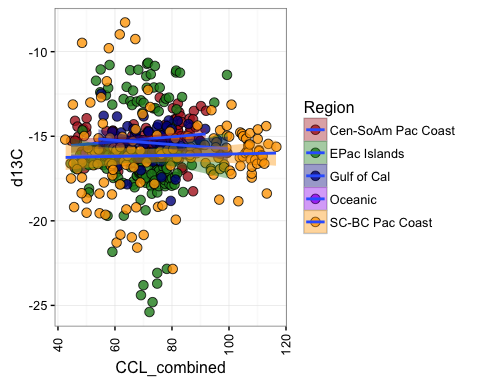 -10
-15
-20
-25
d13C
40
60
80
100
120
CCL_combined
Region
Cen-SoAm Pac Coast
EPac Islands
Gulf of Cal
Oceanic
SC-BC Pac Coast